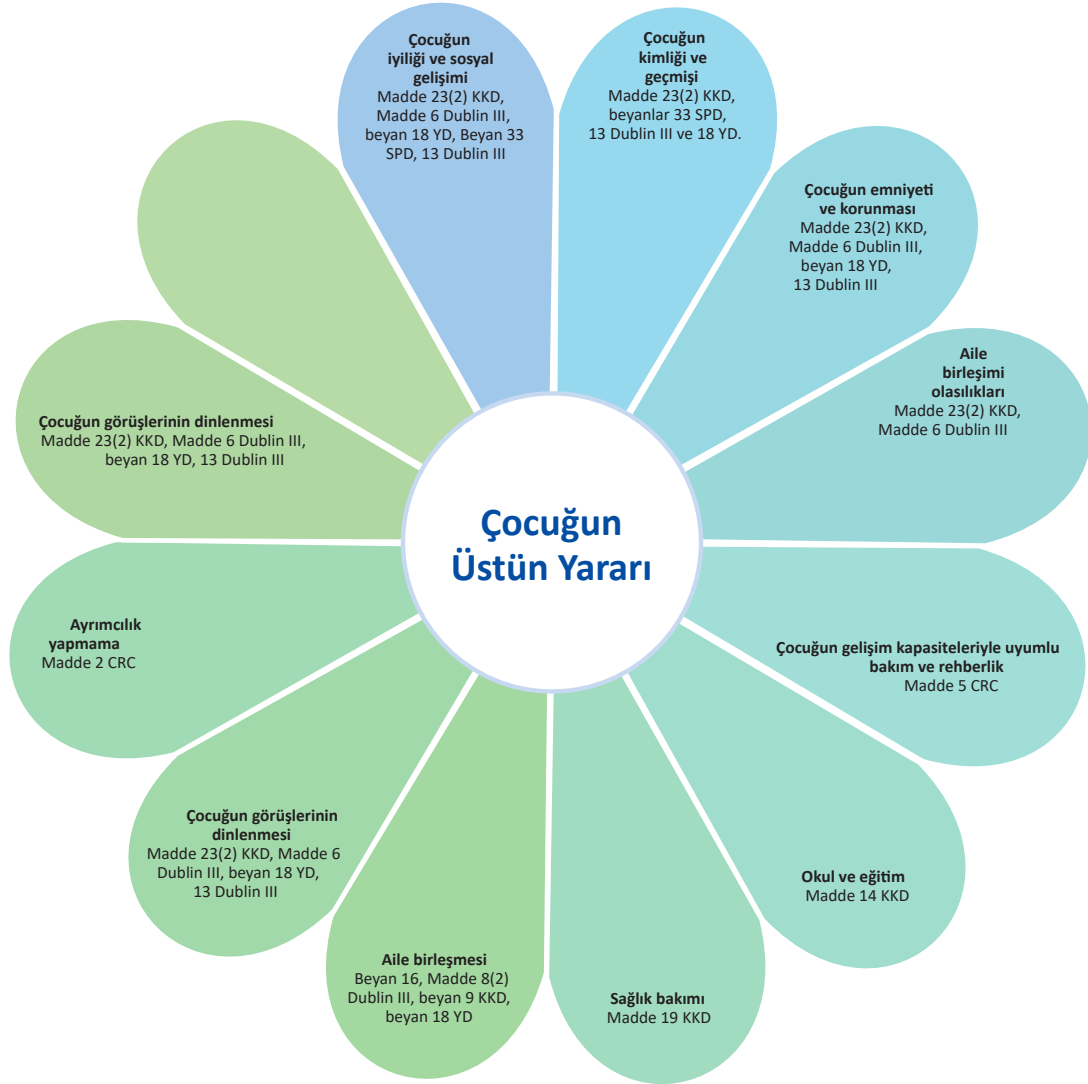 Çocuğun
iyiliği ve sosyal
gelişimi
Madde 23(2) KKD,
Madde 6 Dublin III,
beyan 18 YD, Beyan 33
SPD, 13 Dublin III
Çocuğun
kimliği ve
geçmişi
Madde 23(2) KKD,
beyanlar 33 SPD,
13 Dublin III ve 18 YD.
Çocuğun emniyeti
ve korunması
Madde 23(2) KKD,
Madde 6 Dublin III,
beyan 18 YD,
13 Dublin III
Aile
birleşimi
olasılıkları
Madde 23(2) KKD,
Madde 6 Dublin III
Çocuğun gelişim kapasiteleriyle uyumlu
bakım ve rehberlik
Madde 5 CRC
Okul ve eğitim
Madde 14 KKD
Sağlık bakımı
Madde 19 KKD
Aile birleşmesi
Beyan 16, Madde 8(2)
Dublin III, beyan 9 KKD,
beyan 18 YD
Çocuğun görüşlerinin
dinlenmesi
Madde 23(2) KKD, Madde 6
Dublin III, beyan 18 YD,
13 Dublin III
Ayrımcılık
yapmama
Madde 2 CRC
Çocuğun görüşlerinin dinlenmesi
Madde 23(2) KKD, Madde 6 Dublin III,
beyan 18 YD, 13 Dublin III
Çocuğun
Üstün Yararı